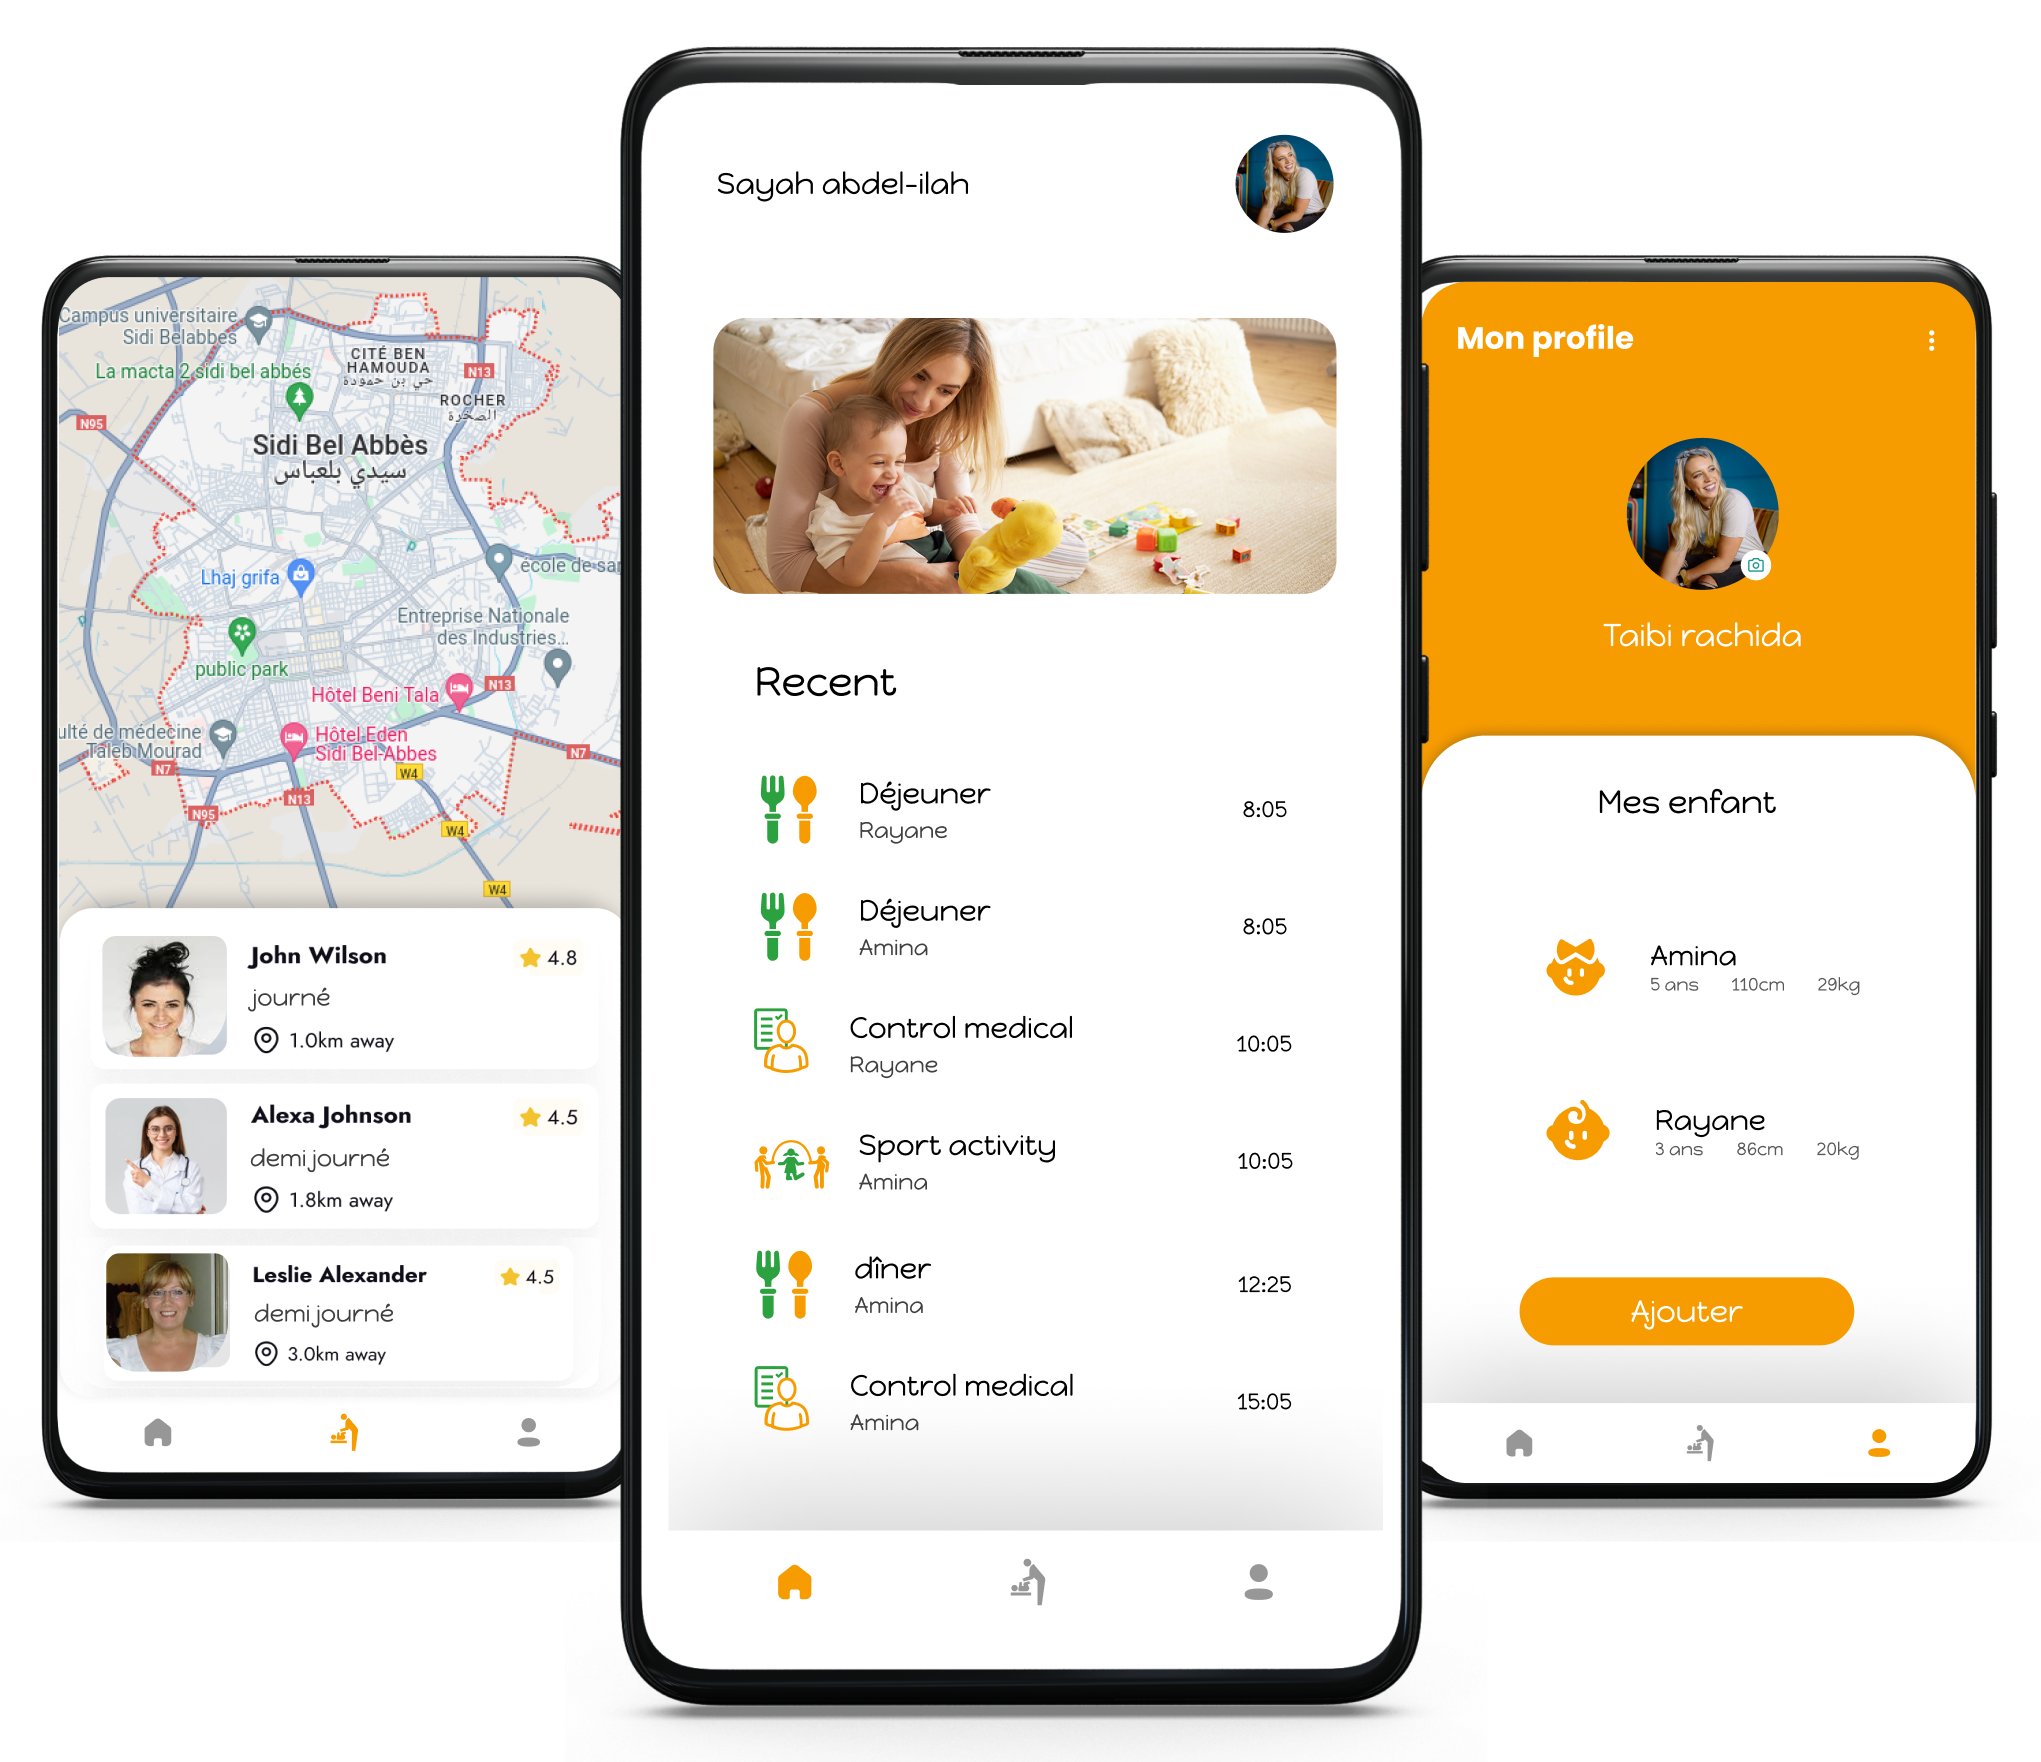 Campus universitaire
Sidi Belabbes
La macta 2 sidi bel abbés
CITÉ BEN
HAMOUDA
حي بن حمودة
N13
ROCHER
الصخرة
N95
Sidi Bel Abbès
سيدي بلعباس
Lhaj grifa
école de sar
Entreprise Nationale
des Industries...
public park
Hôtel Beni Tala
N13
ulté de médecine
Taleb Mourad
Hôtel Eden
Sidi Bel-Abbes
N7
N7
W4
N13
N95
W4
W4
John Wilson
4.8
journé
1.0km away
Alexa Johnson
4.5
demi journé
1.8km away
Leslie Alexander
4.5
demi journé
3.0km away
Sayah abdel-ilah
Recent
Déjeuner
Rayane
8:05
Déjeuner
Amina
8:05
Control medical
Rayane
10:05
Sport activity
Amina
10:05
dîner
Amina
12:25
Control medical
Amina
15:05
Mon profile
Taibi rachida
Mes enfant
Amina
5 ans 110cm 29kg
Rayane
3 ans 86cm 20kg
Ajouter